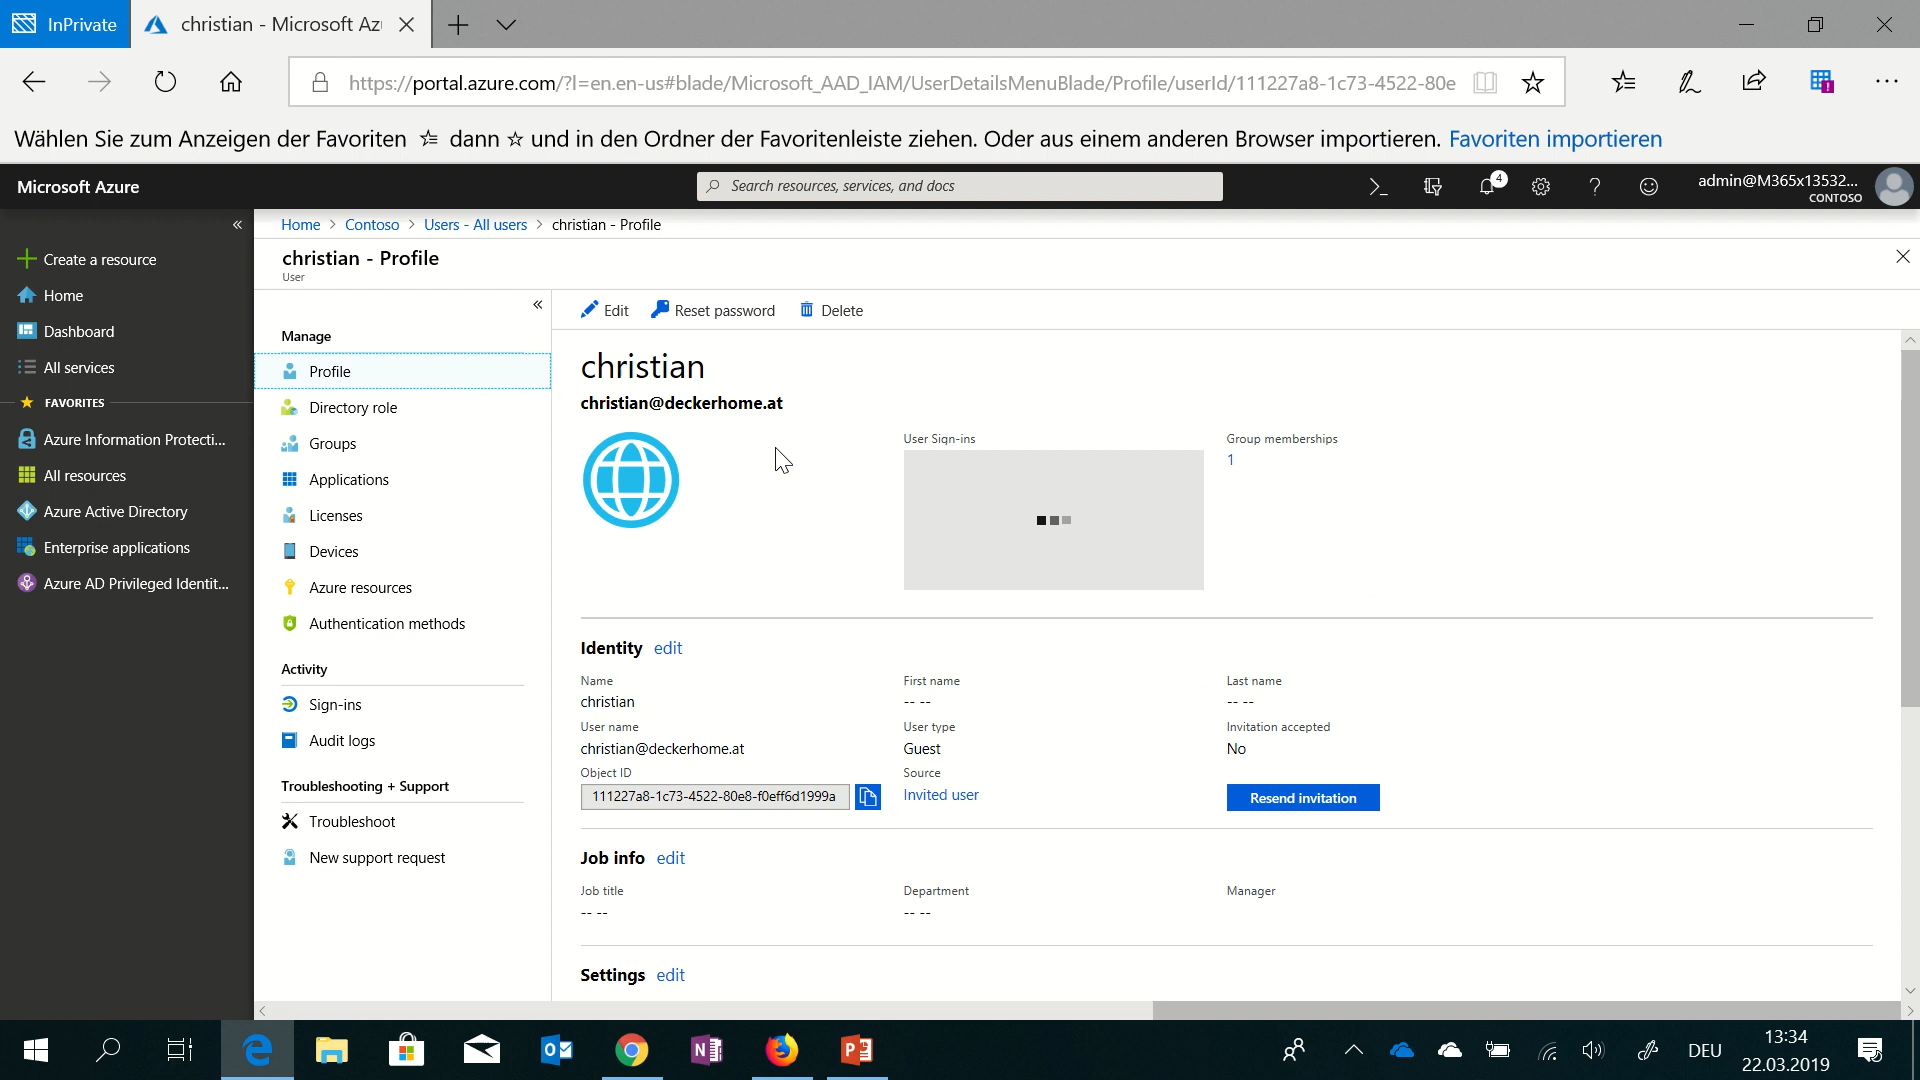 InPrivate
christian - Microsoft Az
https://portal.azure.com/?l=en.en-us#blade/Microsoft_AAD_IAM/UserDetailsMenuBlade/Profile/userId/111227a8-1c73-4522-80e
Wählen Sie zum Anzeigen der Favoriten dann und in den Ordner der Favoritenleiste ziehen. Oder aus einem anderen Browser importieren. Favoriten importieren
Microsoft Azure
Search resources, services, and docs
4
admin@M365x13532...
CONTOSO
Home > Contoso > Users - All users > christian - Profile
christian - Profile
User
Create a resource
Home
Dashboard
All services
FAVORITES
Azure Information Protecti...
All resources
Azure Active Directory
Enterprise applications
Azure AD Privileged Identit...
Manage
Profile
Directory role
Groups
Applications
Licenses
Devices
Azure resources
Authentication methods
Activity
Sign-ins
Audit logs
Troubleshooting + Support
Troubleshoot
New support request
Edit Reset password Delete
christian
christian@deckerhome.at
User Sign-ins
Group memberships
1
Identity edit
Name First name Last name
christian -- -- -- --
User name User type Invitation accepted
christian@deckerhome.at Guest No
Object ID Source
111227a8-1c73-4522-80e8-f0eff6d1999a Invited user Resend invitation
Job info edit
Job title Department Manager
-- -- -- --
Settings edit
DEU
13:34
22.03.2019